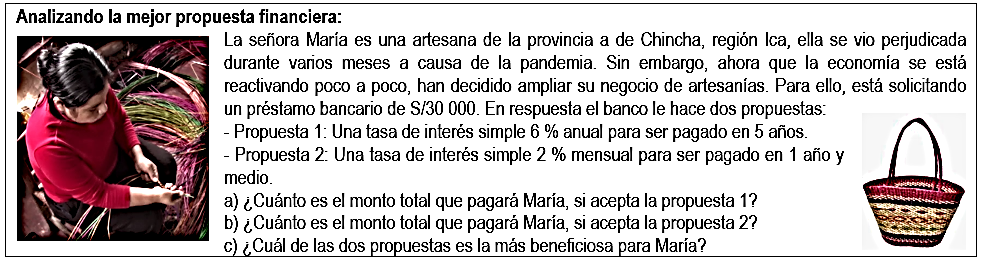 Analizando la mejor propuesta financiera:
La señora María es una artesana de la provincia a de Chincha, región Ica, ella se vio perjudicada
durante varios meses a causa de la pandemia. Sin embargo, ahora que la economía se está
reactivando poco a poco, han decidido ampliar su negocio de artesanías. Para ello, está solicitando
un préstamo bancario de S/30 000. En respuesta el banco le hace dos propuestas:
- Propuesta 1: Una tasa de interés simple 6 % anual para ser pagado en 5 años.
- Propuesta 2: Una tasa de interés simple 2 % mensual para ser pagado en 1 año y
medio.
a) ¿Cuánto es el monto total que pagará María, si acepta la propuesta 1?
b) ¿Cuánto es el monto total que pagará María, si acepta la propuesta 2?
c) ¿Cuál de las dos propuestas es la más beneficiosa para María?